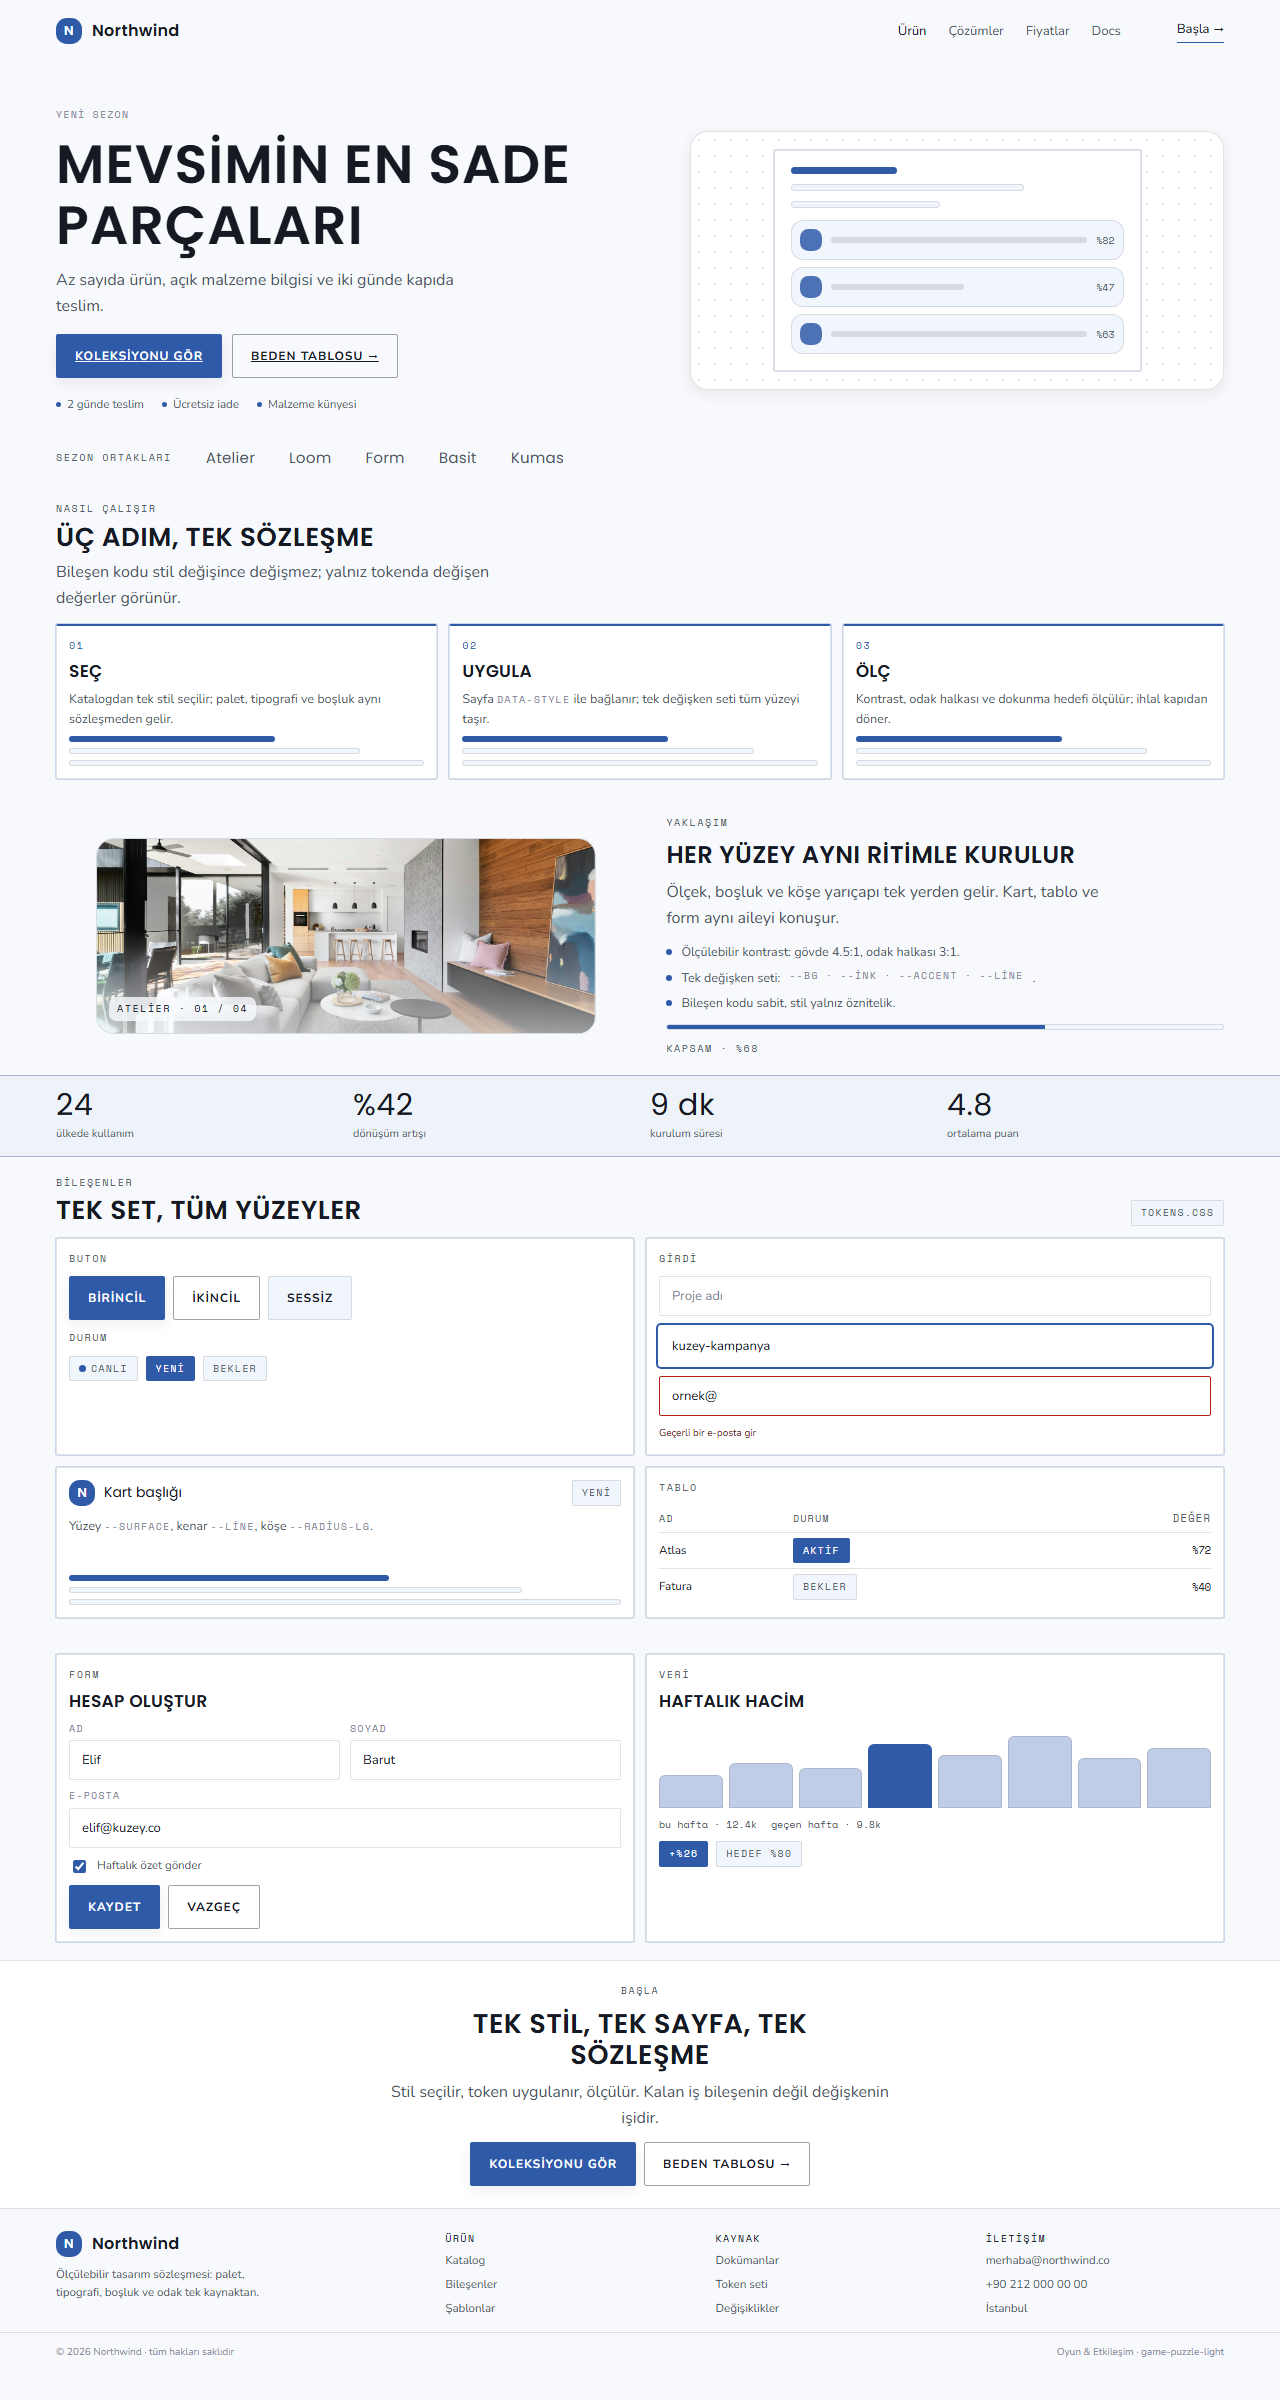 N Northwind
Ürün Çözümler Fiyatlar Docs Başla →
YENİ SEZON
MEVSİMİN EN SADE
PARÇALARI
Az sayıda ürün, açık malzeme bilgisi ve iki günde kapıda
teslim.
KOLEKSİYONU GÖR BEDEN TABLOSU →
2 günde teslim Ücretsiz iade Malzeme künyesi
%82
%47
%63
SEZON ORTAKLARI Atelier Loom Form Basit Kumas
NASIL ÇALIŞIR
ÜÇ ADIM, TEK SÖZLEŞME
Bileşen kodu stil değişince değişmez; yalnız tokenda değişen
değerler görünür.
01
SEÇ
Katalogdan tek stil seçilir; palet, tipografi ve boşluk aynı
sözleşmeden gelir.
02
UYGULA
Sayfa DATA-STYLE ile bağlanır; tek değişken seti tüm yüzeyi
taşır.
03
ÖLÇ
Kontrast, odak halkası ve dokunma hedefi ölçülür; ihlal kapıdan
döner.
ATELİER · 01 / 04
YAKLAŞIM
HER YÜZEY AYNI RİTİMLE KURULUR
Ölçek, boşluk ve köşe yarıçapı tek yerden gelir. Kart, tablo ve
form aynı aileyi konuşur.
Ölçülebilir kontrast: gövde 4.5:1, odak halkası 3:1.
Tek değişken seti: --BG · --İNK · --ACCENT · --LİNE .
Bileşen kodu sabit, stil yalnız öznitelik.
KAPSAM · %68
24
ülkede kullanım
%42
dönüşüm artışı
9 dk
kurulum süresi
4.8
ortalama puan
BİLEŞENLER
TEK SET, TÜM YÜZEYLER
TOKENS.CSS
BUTON
BİRİNCİL İKİNCİL SESSİZ
DURUM
CANLI YENİ BEKLER
GİRDİ
Proje adı
kuzey-kampanya
ornek@
Geçerli bir e-posta gir
N Kart başlığı YENİ
Yüzey --SURFACE, kenar --LİNE, köşe --RADİUS-LG.
TABLO
AD DURUM DEĞER
Atlas AKTİF %72
Fatura BEKLER %40
FORM
HESAP OLUŞTUR
AD SOYAD
Elif Barut
E-POSTA
elif@kuzey.co
Haftalık özet gönder
KAYDET VAZGEÇ
VERİ
HAFTALIK HACİM
bu hafta · 12.4k geçen hafta · 9.8k
+%26 HEDEF %80
BAŞLA
TEK STİL, TEK SAYFA, TEK
SÖZLEŞME
Stil seçilir, token uygulanır, ölçülür. Kalan iş bileşenin değil değişkenin
işidir.
KOLEKSİYONU GÖR BEDEN TABLOSU →
N Northwind
Ölçülebilir tasarım sözleşmesi: palet,
tipografi, boşluk ve odak tek kaynaktan.
ÜRÜN
Katalog
Bileşenler
Şablonlar
KAYNAK
Dokümanlar
Token seti
Değişiklikler
İLETİŞİM
merhaba@northwind.co
+90 212 000 00 00
İstanbul
© 2026 Northwind · tüm hakları saklıdır
Oyun & Etkileşim · game-puzzle-light